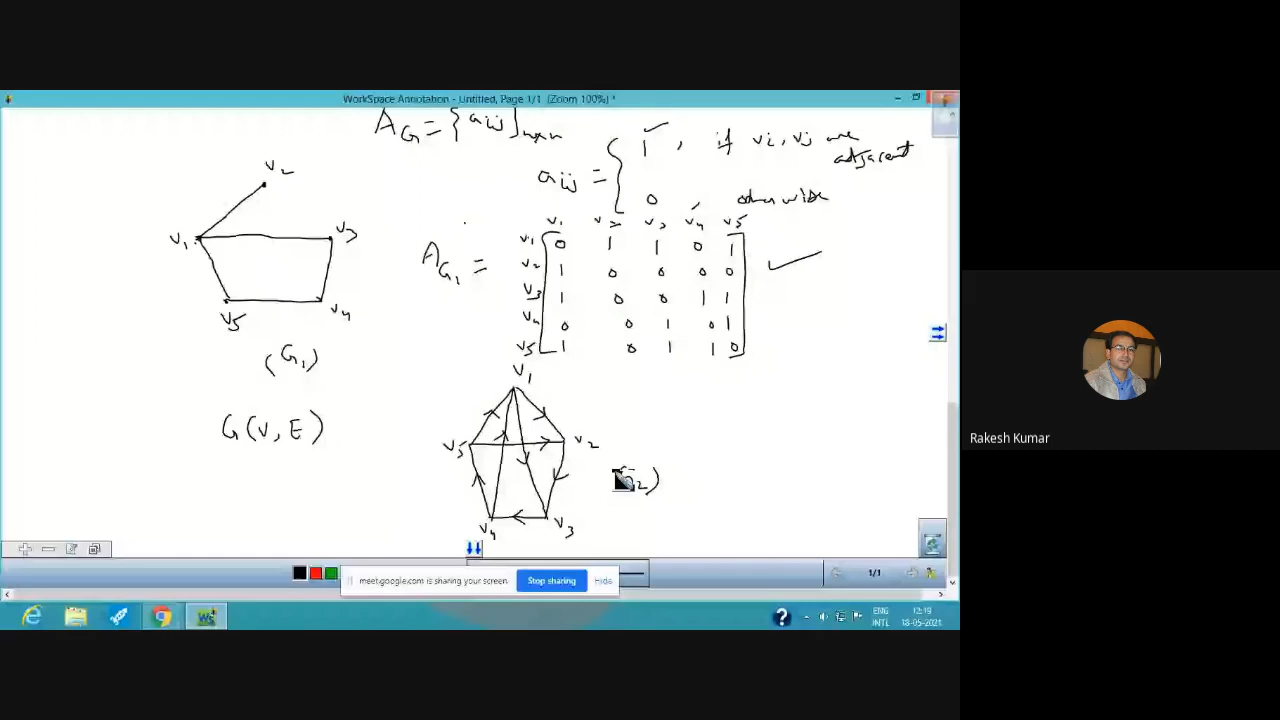 WorkSpace Annotation - Untitled, Page 1/1 (Zoom 100%) *
A_G = [a_ij]_nxn
a_ij = { 1, if vi, vj are adjacent
0 otherwise
v2
v1
v3
v5
v4
(G1)
G(V, E)
v1 v2 v3 v4 v5
A_G1 =
v1 0 1 1 0 1
v2 1 0 0 0 0
v3 1 0 0 1 1
v4 0 0 1 0 1
v5 1 0 1 1 0
v1
v5
v2
v4
v3
2)
Rakesh Kumar
1/1
meet.google.com is sharing your screen.
Stop sharing
Hide
ENG
INTL
12:19
18-05-2021